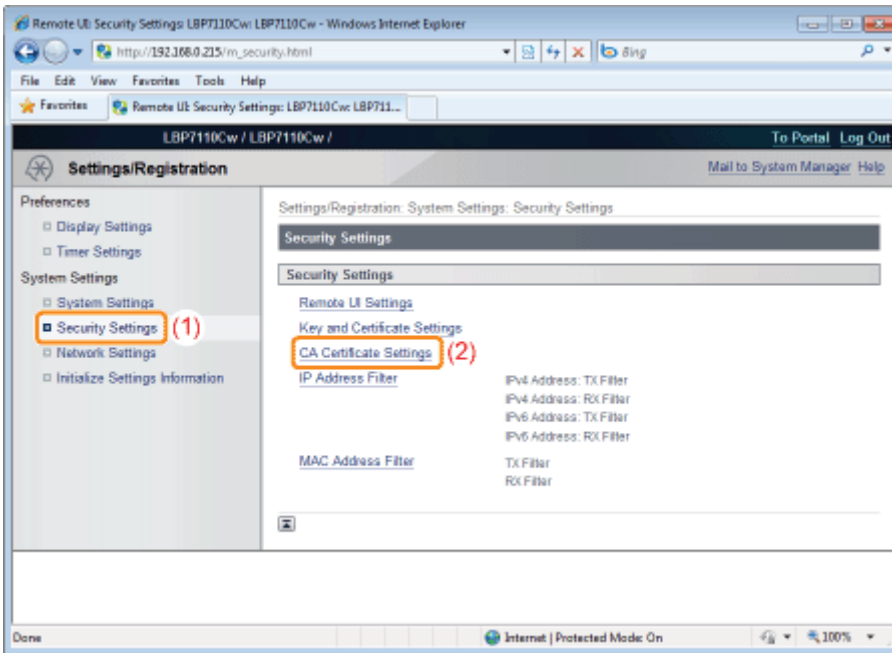 Remote UI: Security Settings: LBP7110Cw: LBP7110Cw - Windows Internet Explorer
http://192.168.0.215/m_security.html
Bing
File Edit View Favorites Tools Help
Favorites
Remote UI: Security Settings: LBP7110Cw: LBP711...
LBP7110Cw / LBP7110Cw /
To Portal Log Out
Settings/Registration
Mail to System Manager Help
Preferences
Display Settings
Timer Settings
System Settings
System Settings
Security Settings (1)
Network Settings
Initialize Settings Information
Settings/Registration: System Settings: Security Settings
Security Settings
Security Settings
Remote UI Settings
Key and Certificate Settings
CA Certificate Settings (2)
IP Address Filter
IPv4 Address: TX Filter
IPv4 Address: RX Filter
IPv6 Address: TX Filter
IPv6 Address: RX Filter
MAC Address Filter
TX Filter
RX Filter
Done
Internet | Protected Mode: On
100%